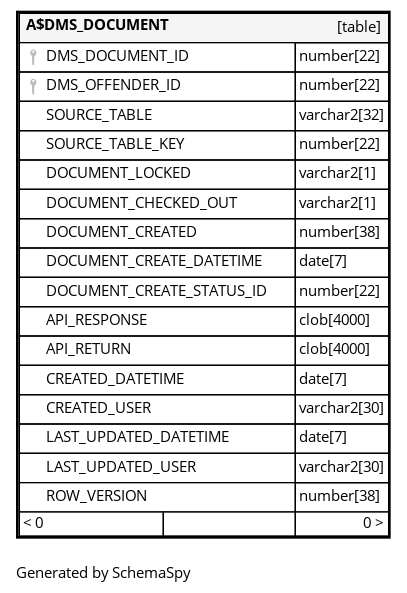 A$DMS_DOCUMENT [table]
DMS_DOCUMENT_ID number[22]
DMS_OFFENDER_ID number[22]
SOURCE_TABLE varchar2[32]
SOURCE_TABLE_KEY number[22]
DOCUMENT_LOCKED varchar2[1]
DOCUMENT_CHECKED_OUT varchar2[1]
DOCUMENT_CREATED number[38]
DOCUMENT_CREATE_DATETIME date[7]
DOCUMENT_CREATE_STATUS_ID number[22]
API_RESPONSE clob[4000]
API_RETURN clob[4000]
CREATED_DATETIME date[7]
CREATED_USER varchar2[30]
LAST_UPDATED_DATETIME date[7]
LAST_UPDATED_USER varchar2[30]
ROW_VERSION number[38]
< 0 0 >
Generated by SchemaSpy